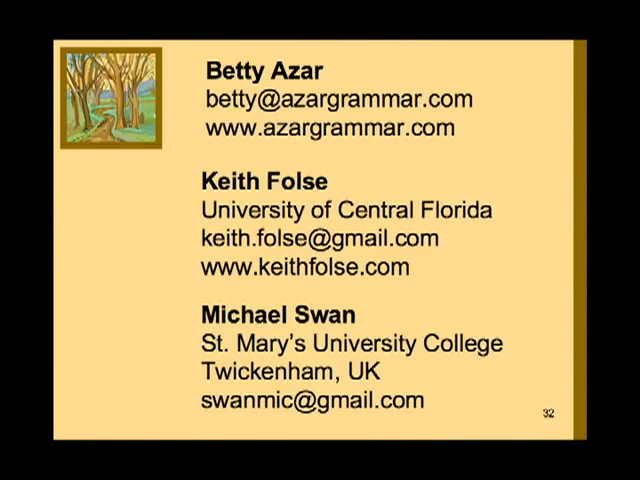 Betty Azar
betty@azargrammar.com
www.azargrammar.com
Keith Folse
University of Central Florida
keith.folse@gmail.com
www.keithfolse.com
Michael Swan
St. Mary's University College
Twickenham, UK
swanmic@gmail.com
32